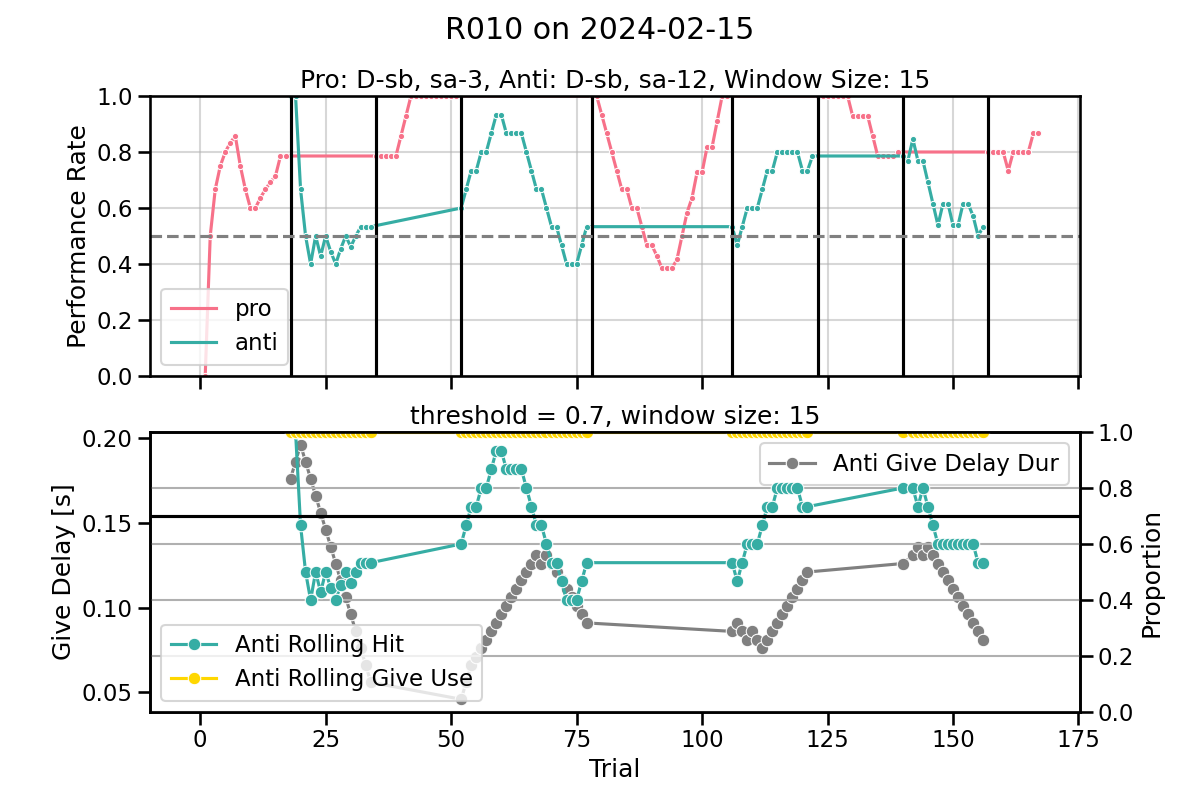 R010 on 2024-02-15
Pro: D-sb, sa-3, Anti: D-sb, sa-12, Window Size: 15
Performance Rate
1.0
0.8
0.6
0.4
0.2
0.0
pro
anti
threshold = 0.7, window size: 15
Give Delay [s]
0.20
0.15
0.10
0.05
Anti Give Delay Dur
Anti Rolling Hit
Anti Rolling Give Use
1.0
0.8
0.6
0.4
0.2
0.0
Proportion
0 25 50 75 100 125 150 175
Trial